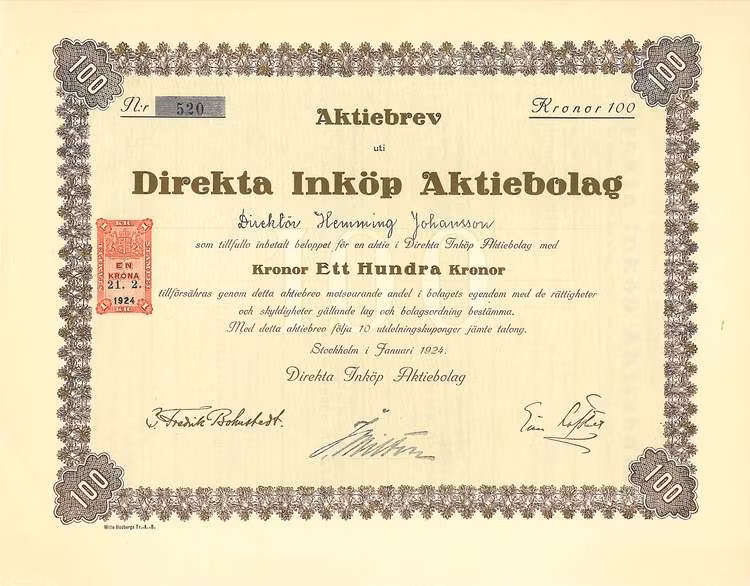 100
100
N:r 520
Kronor 100
Aktiebrev
uti
Direkta Inköp Aktiebolag
Direktör Hemming Johansson
som tillfullo inbetalt beloppet för en aktie i Direkta Inköp Aktiebolag med
Kronor Ett Hundra Kronor
tillförsäkras genom detta aktiebrev motsvarande andel i bolagets egendom med de rättigheter
och skyldigheter gällande lag och bolagsordning bestämma.
Med detta aktiebrev följa 10 utdelningskuponger jämte talong.
Stockholm i Januari 1924.
Direkta Inköp Aktiebolag
EN
KRONA
21. 2.
1924
Fredrik Bohnstedt.
100
100